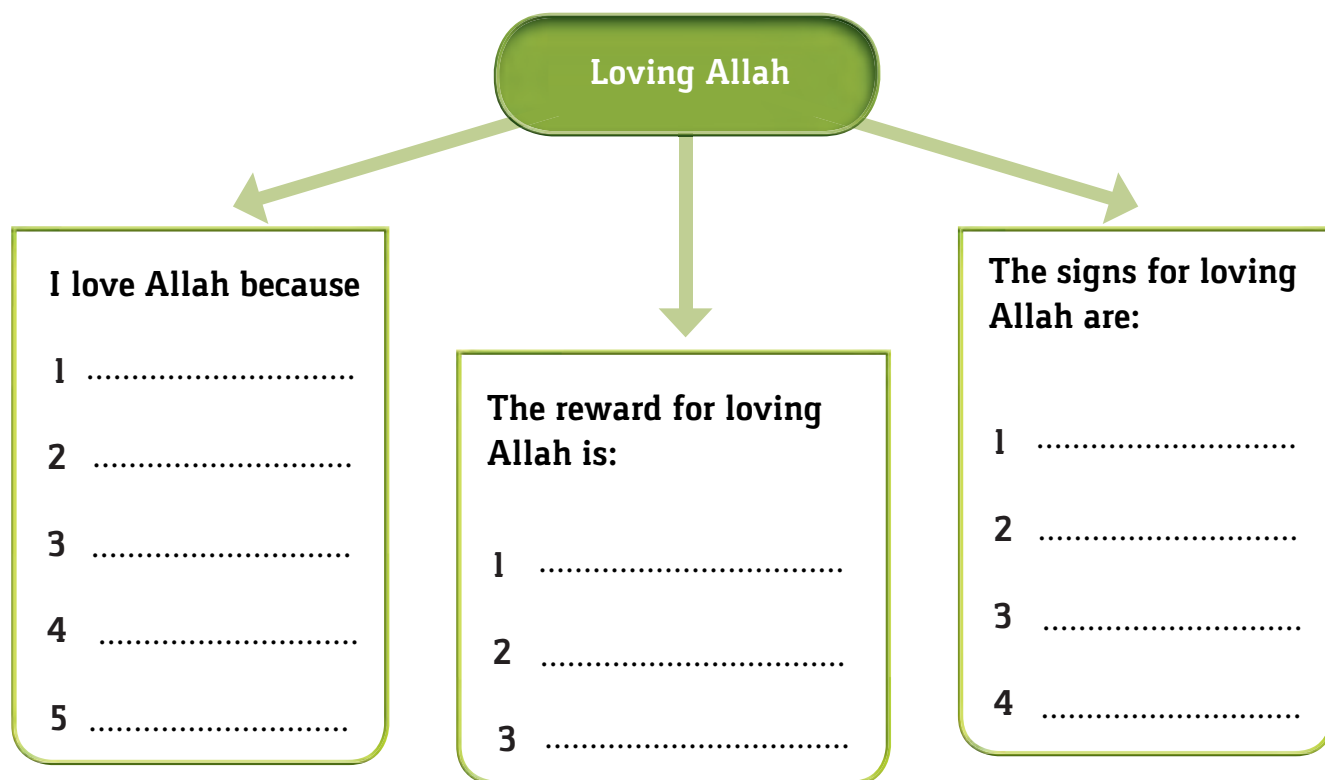 Loving Allah
I love Allah because
1 ..............................
2 .............................
3 .............................
4 .............................
5 .............................
The reward for loving
Allah is:
1 ..................................
2 ..................................
3 ..................................
The signs for loving
Allah are:
1 .............................
2 .............................
3 .............................
4 .............................